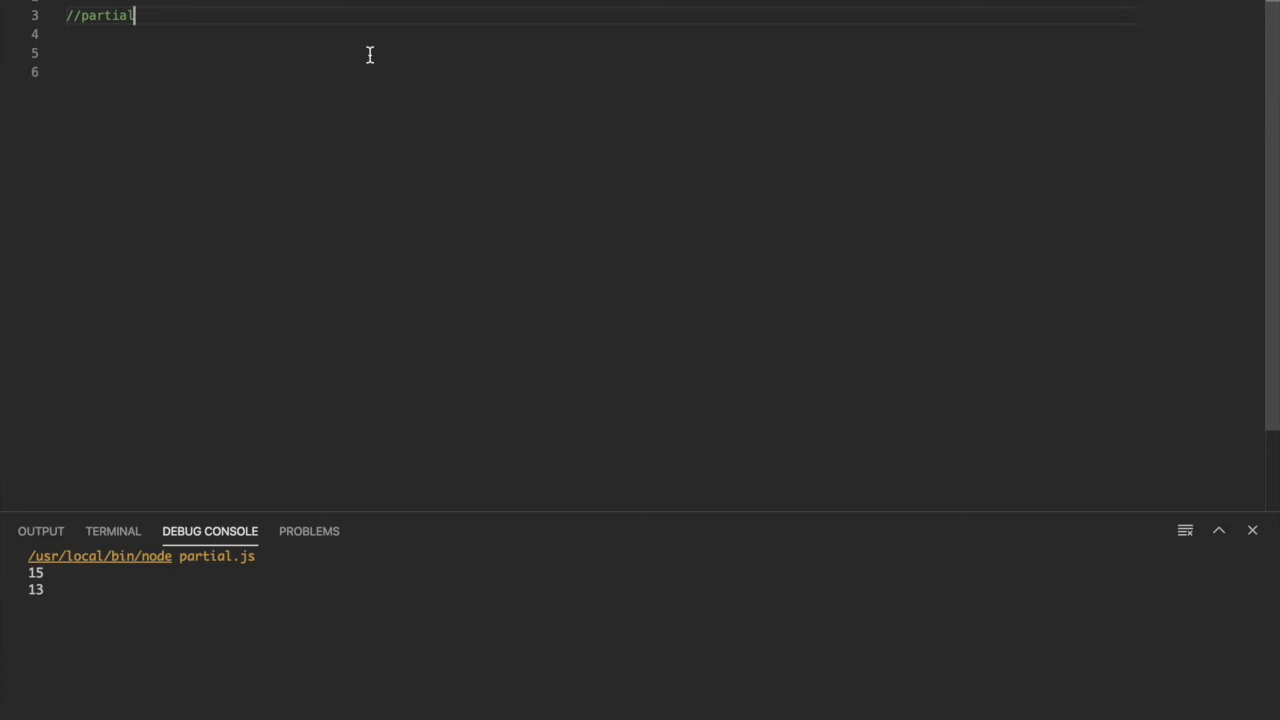 3 //partial
4
5
6
OUTPUT TERMINAL DEBUG CONSOLE PROBLEMS
/usr/local/bin/node partial.js
15
13